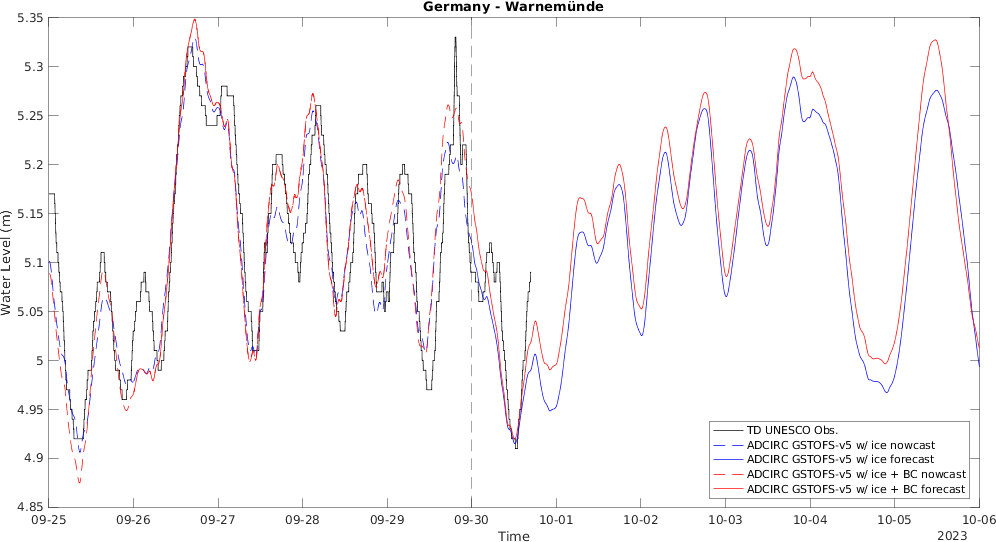 Germany - Warnemünde
5.35
5.3
5.25
5.2
5.15
5.1
5.05
5
4.95
4.9
4.85
Water Level (m)
TD UNESCO Obs.
ADCIRC GSTOFS-v5 w/ ice nowcast
ADCIRC GSTOFS-v5 w/ ice forecast
ADCIRC GSTOFS-v5 w/ ice + BC nowcast
ADCIRC GSTOFS-v5 w/ ice + BC forecast
09-25 09-26 09-27 09-28 09-29 09-30 10-01 10-02 10-03 10-04 10-05 10-06
Time
2023